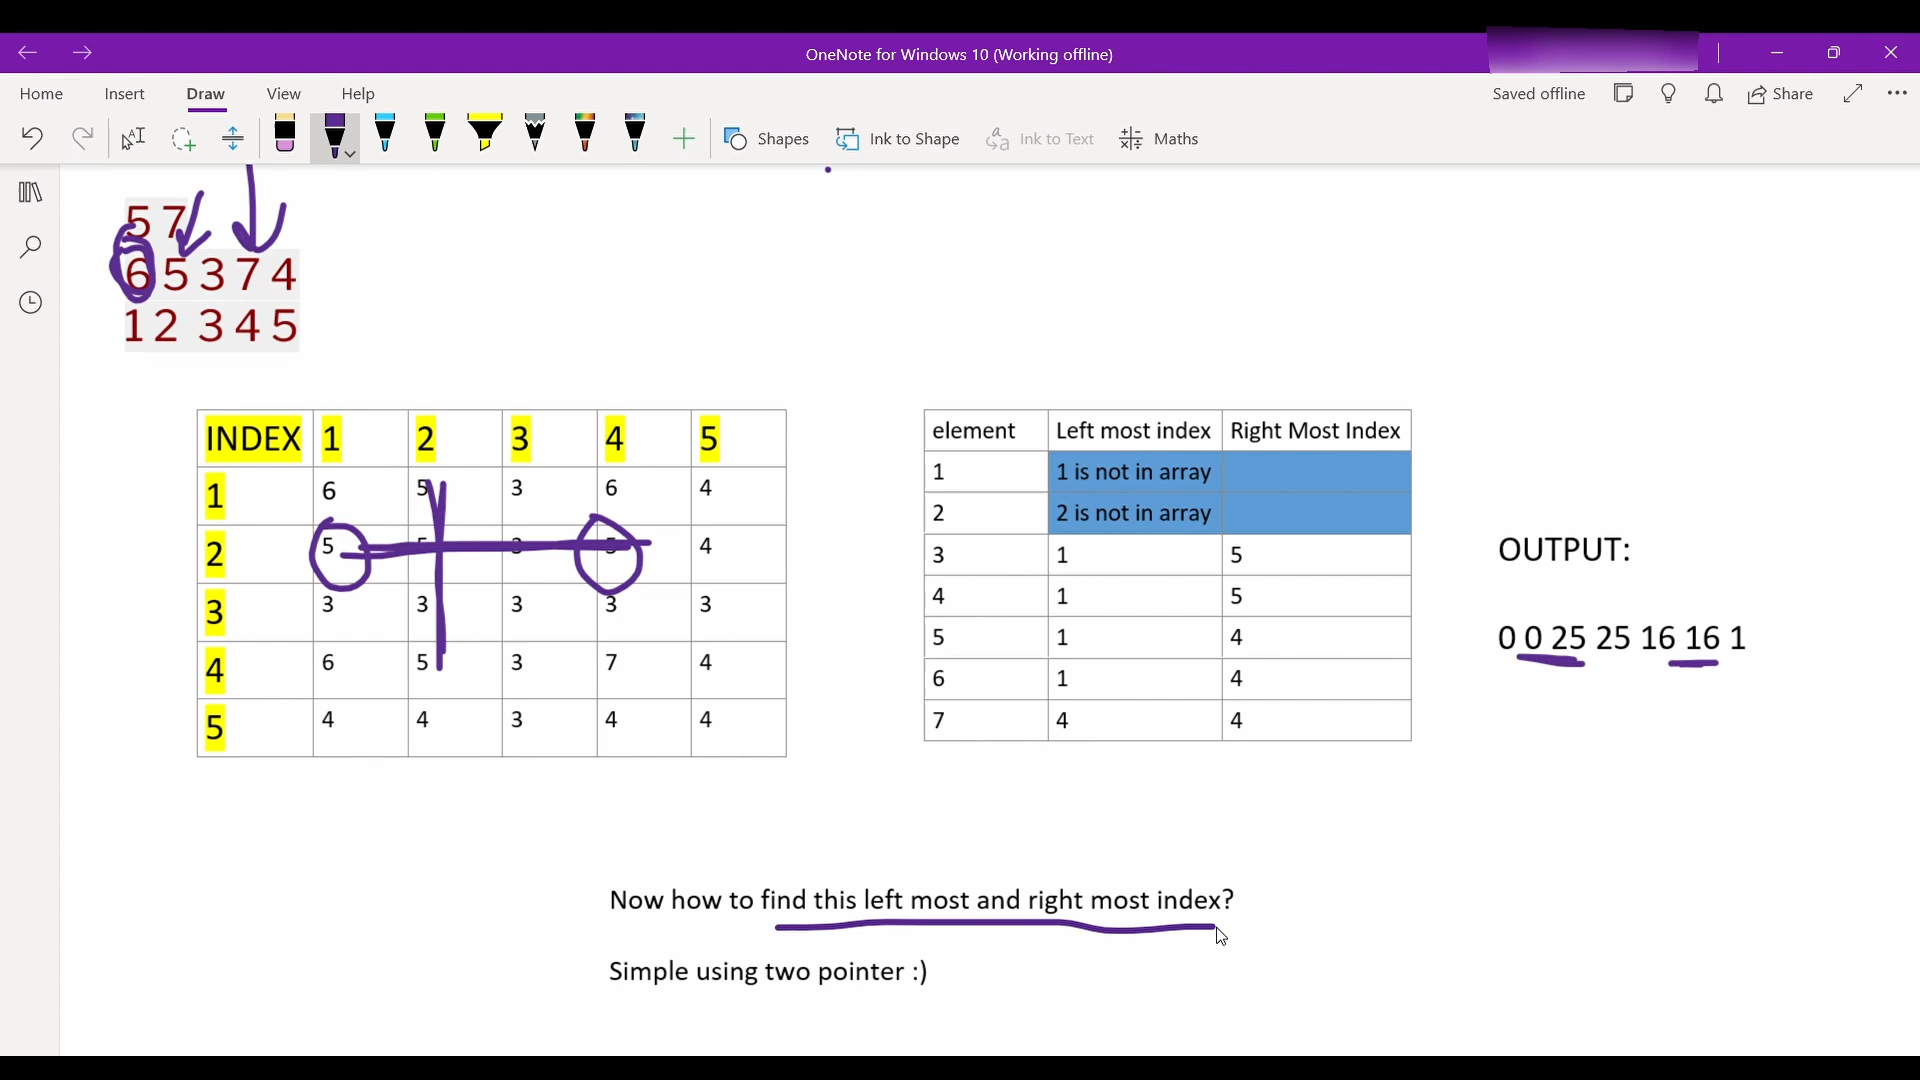 OneNote for Windows 10 (Working offline)
Home Insert Draw View Help
Saved offline Share
Shapes Ink to Shape Ink to Text Maths
5 7
6 5 3 7 4
1 2 3 4 5
INDEX 1 2 3 4 5
1 6 5 3 6 4
2 5 5 3 5 4
3 3 3 3 3 3
4 6 5 3 7 4
5 4 4 3 4 4
element Left most index Right Most Index
1 1 is not in array
2 2 is not in array
3 1 5
4 1 5
5 1 4
6 1 4
7 4 4
OUTPUT:
0 0 25 25 16 16 1
Now how to find this left most and right most index?
Simple using two pointer :)